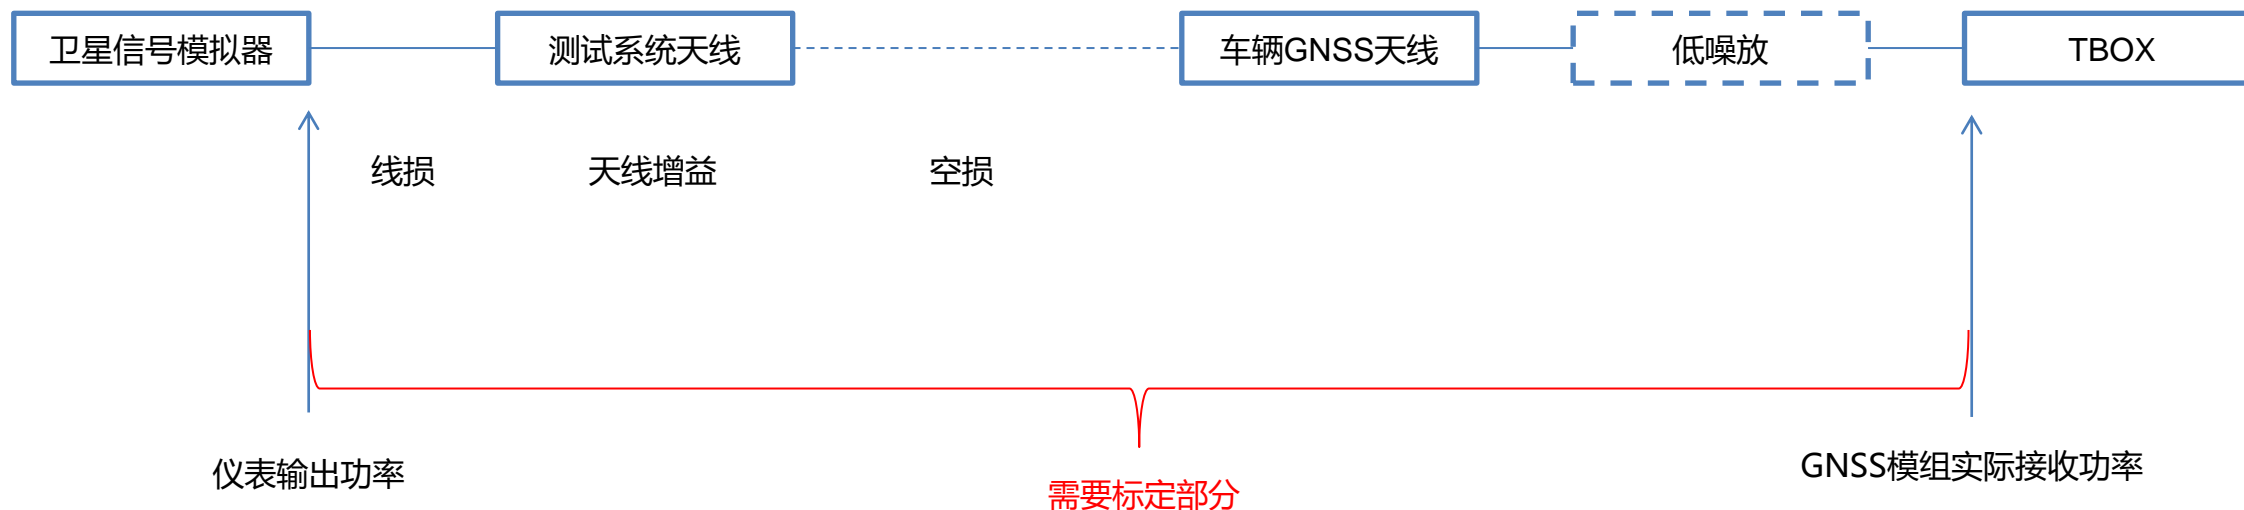 卫星信号模拟器
测试系统天线
车辆GNSS天线
低噪放
TBOX
线损
天线增益
空损
仪表输出功率
需要标定部分
GNSS模组实际接收功率